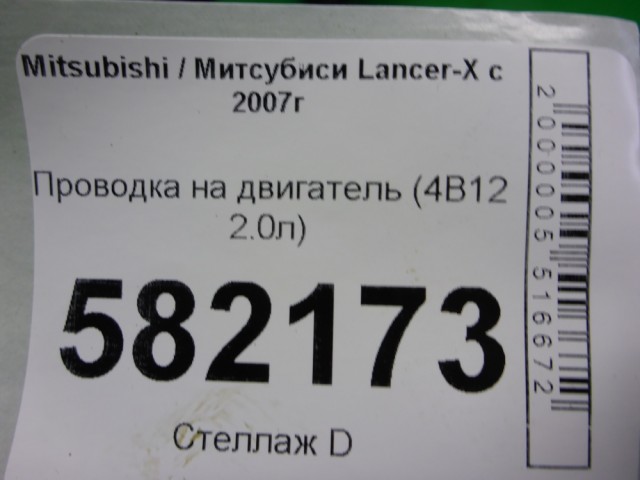 Mitsubishi / Митсубиси Lancer-X с
2007г
Проводка на двигатель (4B12
2.0л)
582173
Стеллаж D
2000005516672